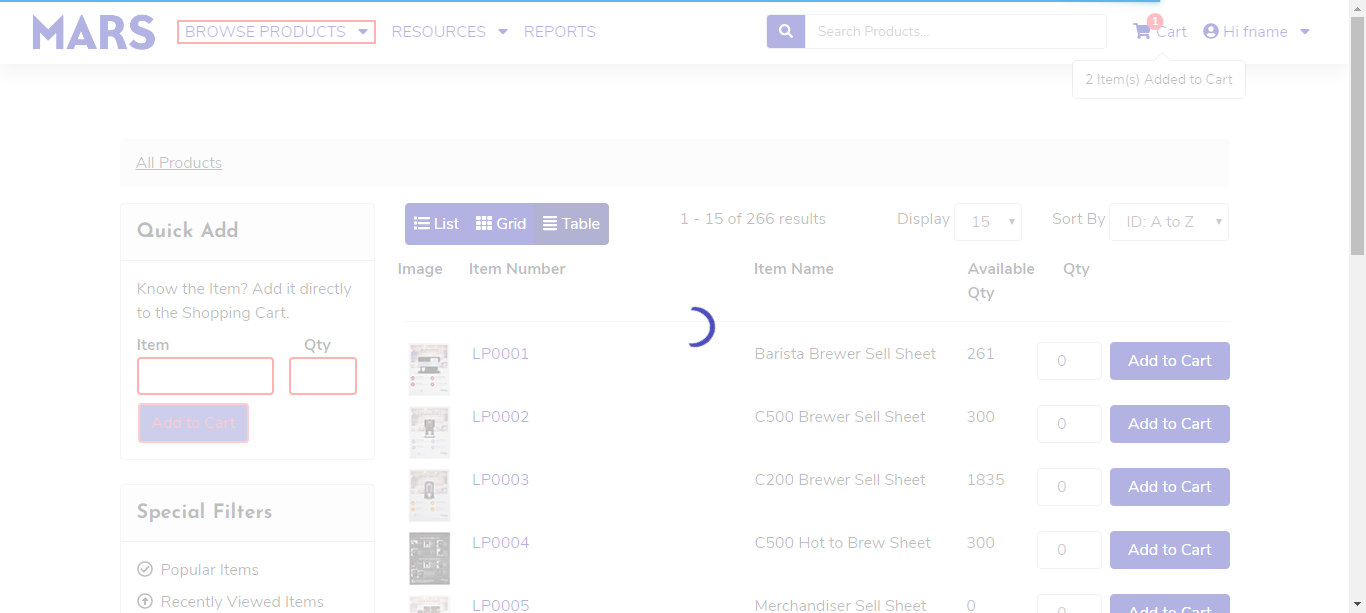 MARS
BROWSE PRODUCTS
RESOURCES
REPORTS
Search Products...
1
Cart
Hi fname
2 Item(s) Added to Cart
All Products
Quick Add
Know the Item? Add it directly
to the Shopping Cart.
Item Qty
Add to Cart
Special Filters
Popular Items
Recently Viewed Items
List Grid Table
1 - 15 of 266 results
Display 15
Sort By ID: A to Z
Image Item Number Item Name Available Qty
Qty
LP0001 Barista Brewer Sell Sheet 261 0 Add to Cart
LP0002 C500 Brewer Sell Sheet 300 0 Add to Cart
LP0003 C200 Brewer Sell Sheet 1835 0 Add to Cart
LP0004 C500 Hot to Brew Sheet 300 0 Add to Cart
LP0005 Merchandiser Sell Sheet 0 0 Add to Cart